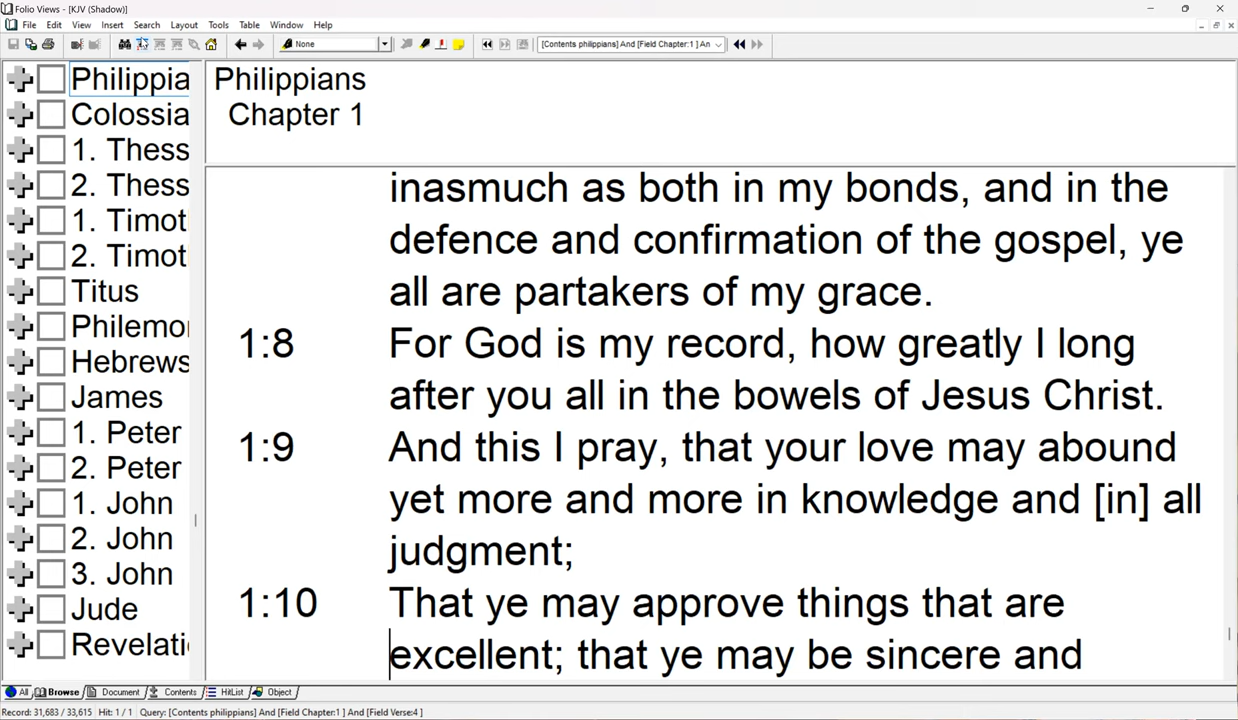 Folio Views - [KJV (Shadow)]
File Edit View Insert Search Layout Tools Table Window Help
None [Contents philippians] And [Field Chapter:1 ] An
Philippia
Colossia
1. Thess
2. Thess
1. Timot
2. Timot
Titus
Philemo
Hebrews
James
1. Peter
2. Peter
1. John
2. John
3. John
Jude
Revelati
Philippians
Chapter 1
inasmuch as both in my bonds, and in the
defence and confirmation of the gospel, ye
all are partakers of my grace.
1:8 For God is my record, how greatly I long
after you all in the bowels of Jesus Christ.
1:9 And this I pray, that your love may abound
yet more and more in knowledge and [in] all
judgment;
1:10 That ye may approve things that are
excellent; that ye may be sincere and
All Browse Document Contents HitList Object
Record: 31,683 / 33,615 Hit: 1 / 1 Query: [Contents philippians] And [Field Chapter:1 ] And [Field Verse:4 ]